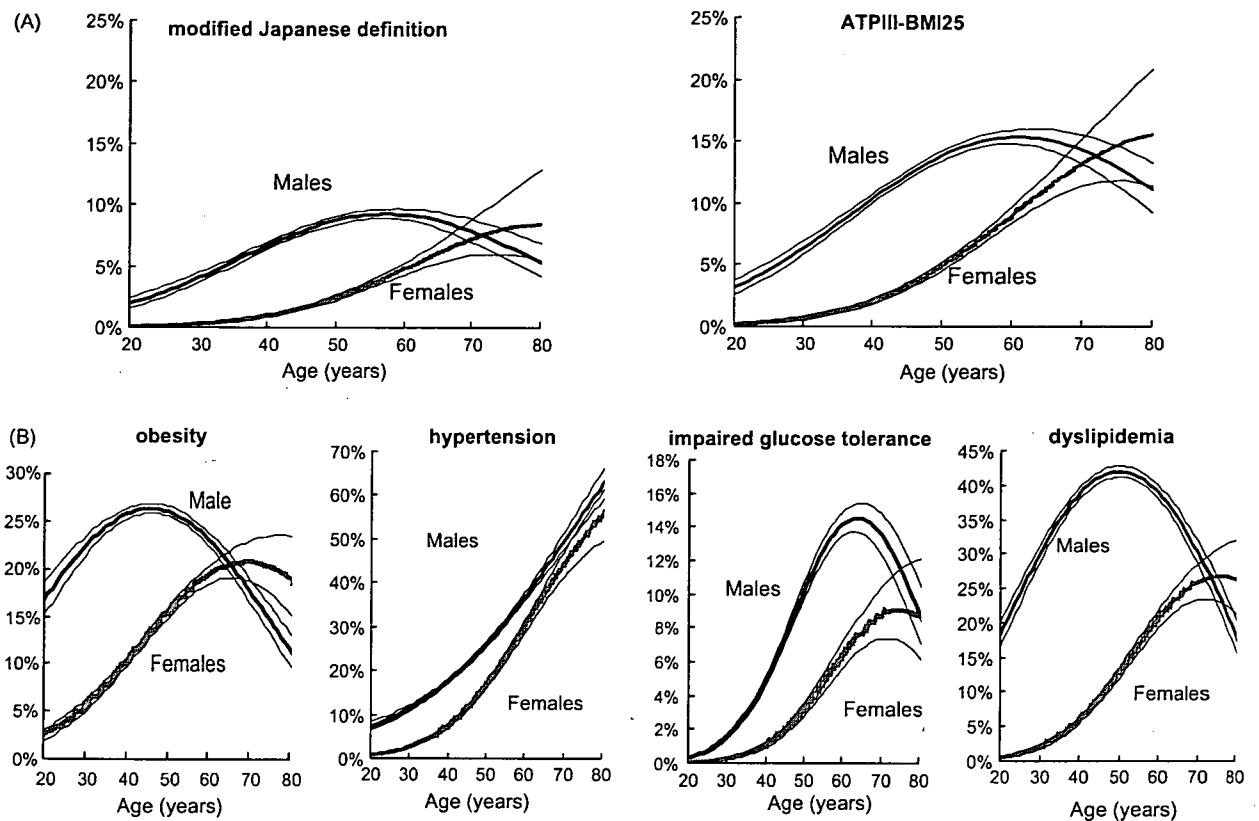 (A)
modified Japanese definition
25%
20%
15%
10%
5%
0%
Males
Females
20 30 40 50 60 70 80
Age (years)
ATPIII-BMI25
25%
20%
15%
10%
5%
0%
Males
Females
20 30 40 50 60 70 80
Age (years)
(B)
obesity
30%
25%
20%
15%
10%
5%
0%
Male
Females
20 30 40 50 60 70 80
Age (years)
hypertension
70%
60%
50%
40%
30%
20%
10%
0%
Males
Females
20 30 40 50 60 70 80
Age (years)
impaired glucose tolerance
18%
16%
14%
12%
10%
8%
6%
4%
2%
0%
Males
Females
20 30 40 50 60 70 80
Age (years)
dyslipidemia
45%
40%
35%
30%
25%
20%
15%
10%
5%
0%
Males
Females
20 30 40 50 60 70 80
Age (years)